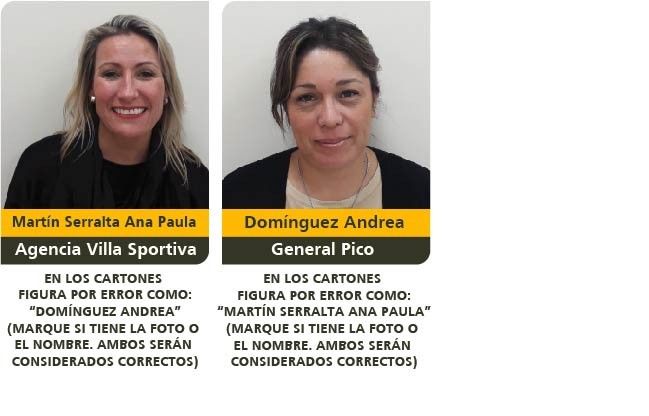 Martín Serralta Ana Paula
Agencia Villa Sportiva
EN LOS CARTONES
FIGURA POR ERROR COMO:
“DOMÍNGUEZ ANDREA”
(MARQUE SI TIENE LA FOTO O
EL NOMBRE. AMBOS SERÁN
CONSIDERADOS CORRECTOS)
Domínguez Andrea
General Pico
EN LOS CARTONES
FIGURA POR ERROR COMO:
“MARTÍN SERRALTA ANA PAULA”
(MARQUE SI TIENE LA FOTO O
EL NOMBRE. AMBOS SERÁN
CONSIDERADOS CORRECTOS)